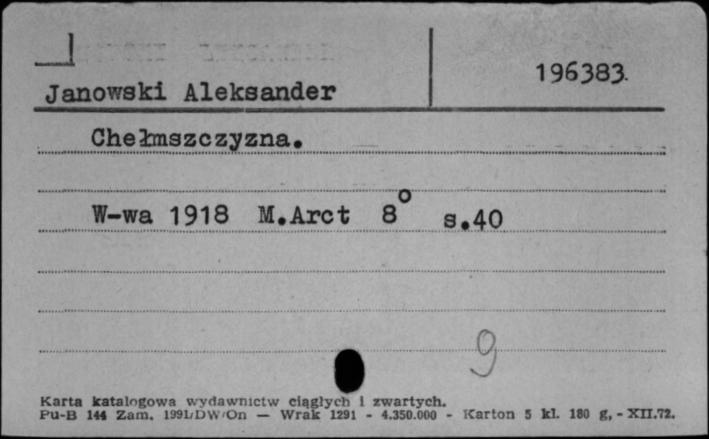 196383.
Janowski Aleksander
Chełmszczyzna.
W-wa 1918 M.Arct 8° s.40
9
Karta katalogowa wydawnictw ciągłych i zwartych.
Pu-B 144 Zam. 1991/DW/On — Wrak 1291 - 4.350.000 - Karton 5 kl. 180 g, - XII.72.